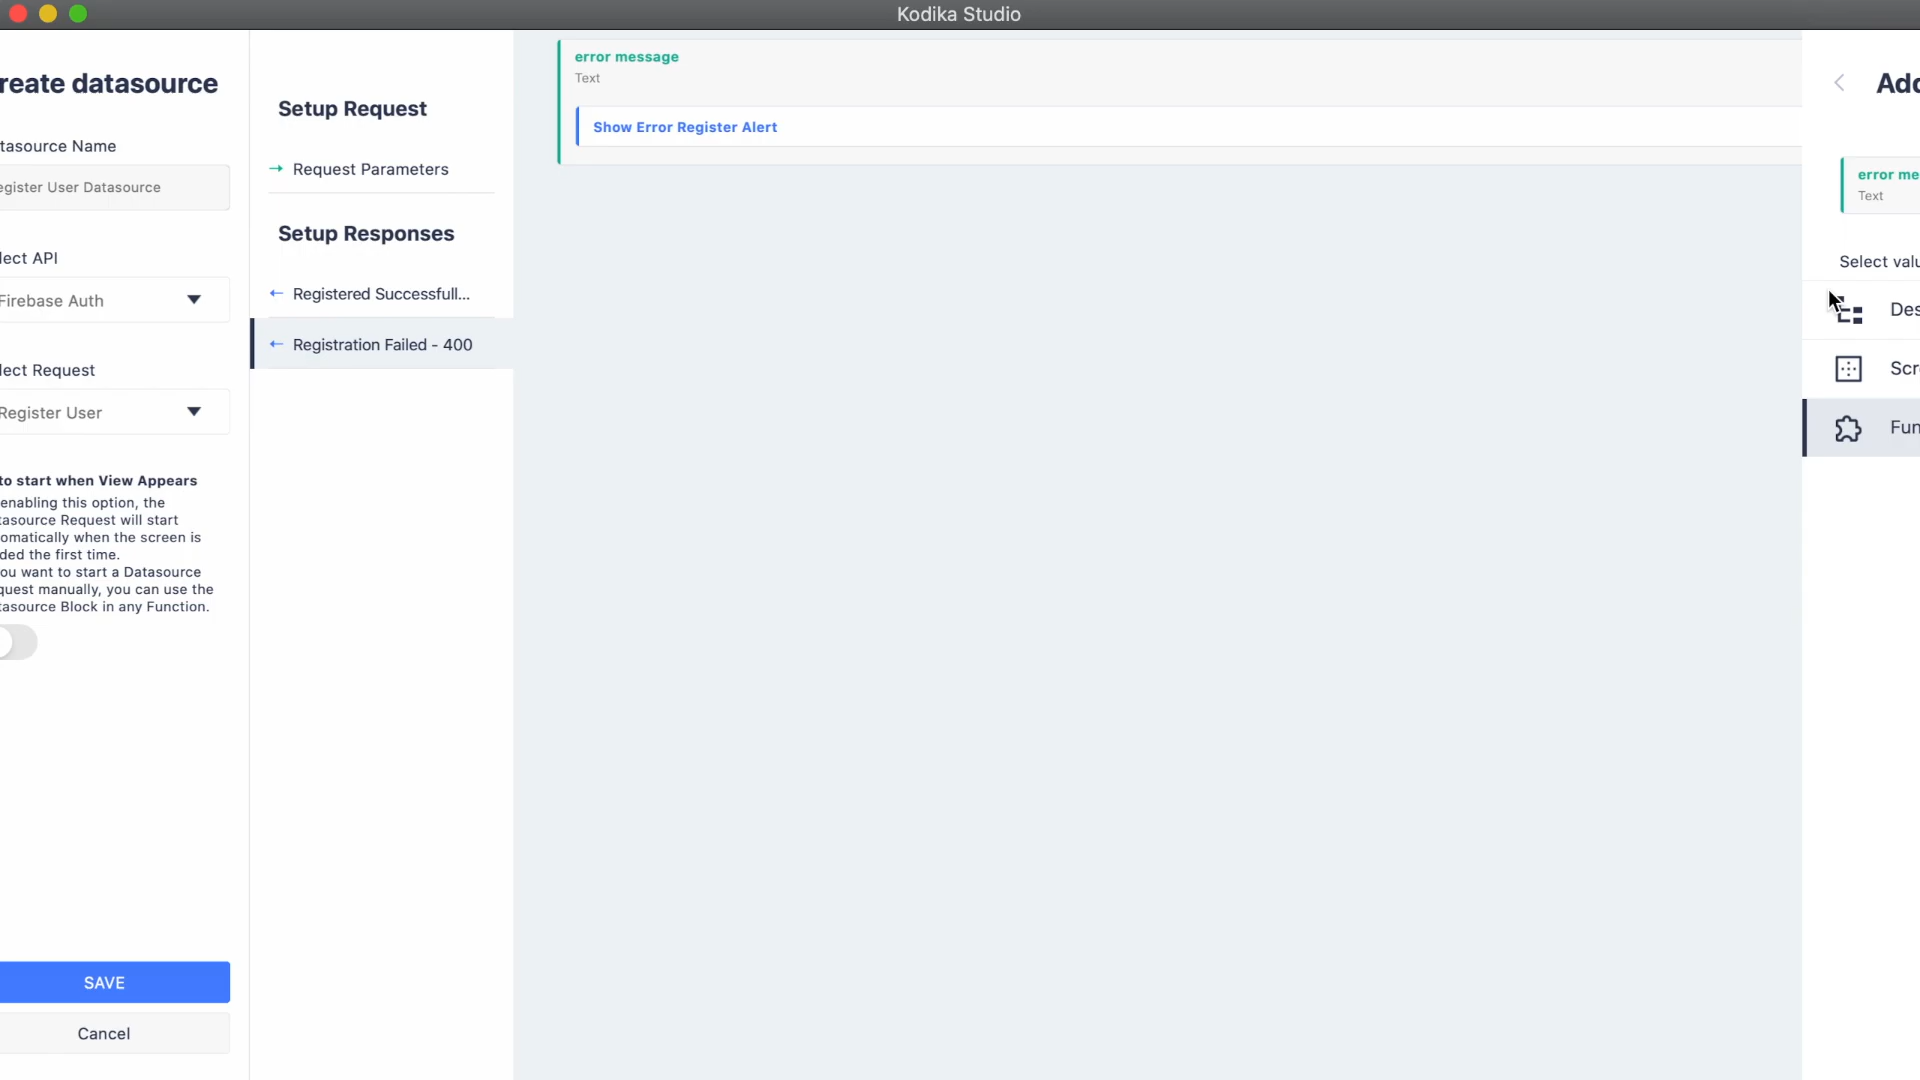 Kodika Studio
reate datasource
tasource Name
egister User Datasource
lect API
Firebase Auth
lect Request
Register User
to start when View Appears
enabling this option, the
tasource Request will start
omatically when the screen is
ded the first time.
ou want to start a Datasource
quest manually, you can use the
tasource Block in any Function.
SAVE
Cancel
Setup Request
Request Parameters
Setup Responses
Registered Successfull...
Registration Failed - 400
error message
Text
Show Error Register Alert
Add
error me
Text
Select valu
Des
Scr
Fun